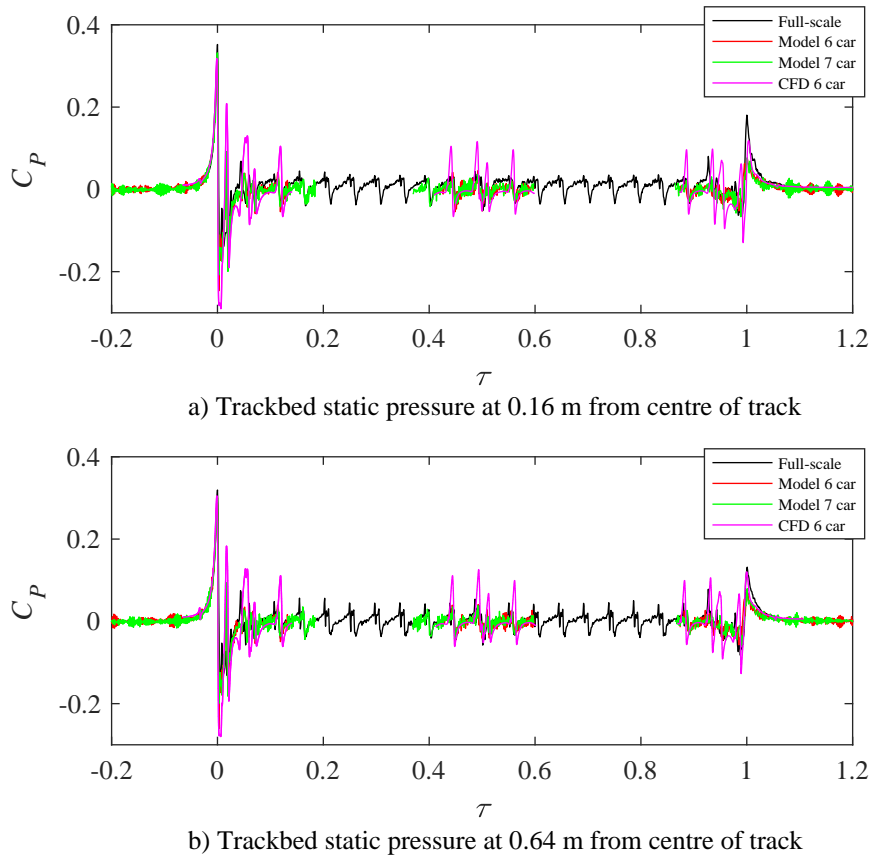 0.4
0.2
0
-0.2
C_P
Full-scale
Model 6 car
Model 7 car
CFD 6 car
-0.2 0 0.2 0.4 0.6 0.8 1 1.2
τ
a) Trackbed static pressure at 0.16 m from centre of track
0.4
0.2
0
-0.2
C_P
Full-scale
Model 6 car
Model 7 car
CFD 6 car
-0.2 0 0.2 0.4 0.6 0.8 1 1.2
τ
b) Trackbed static pressure at 0.64 m from centre of track